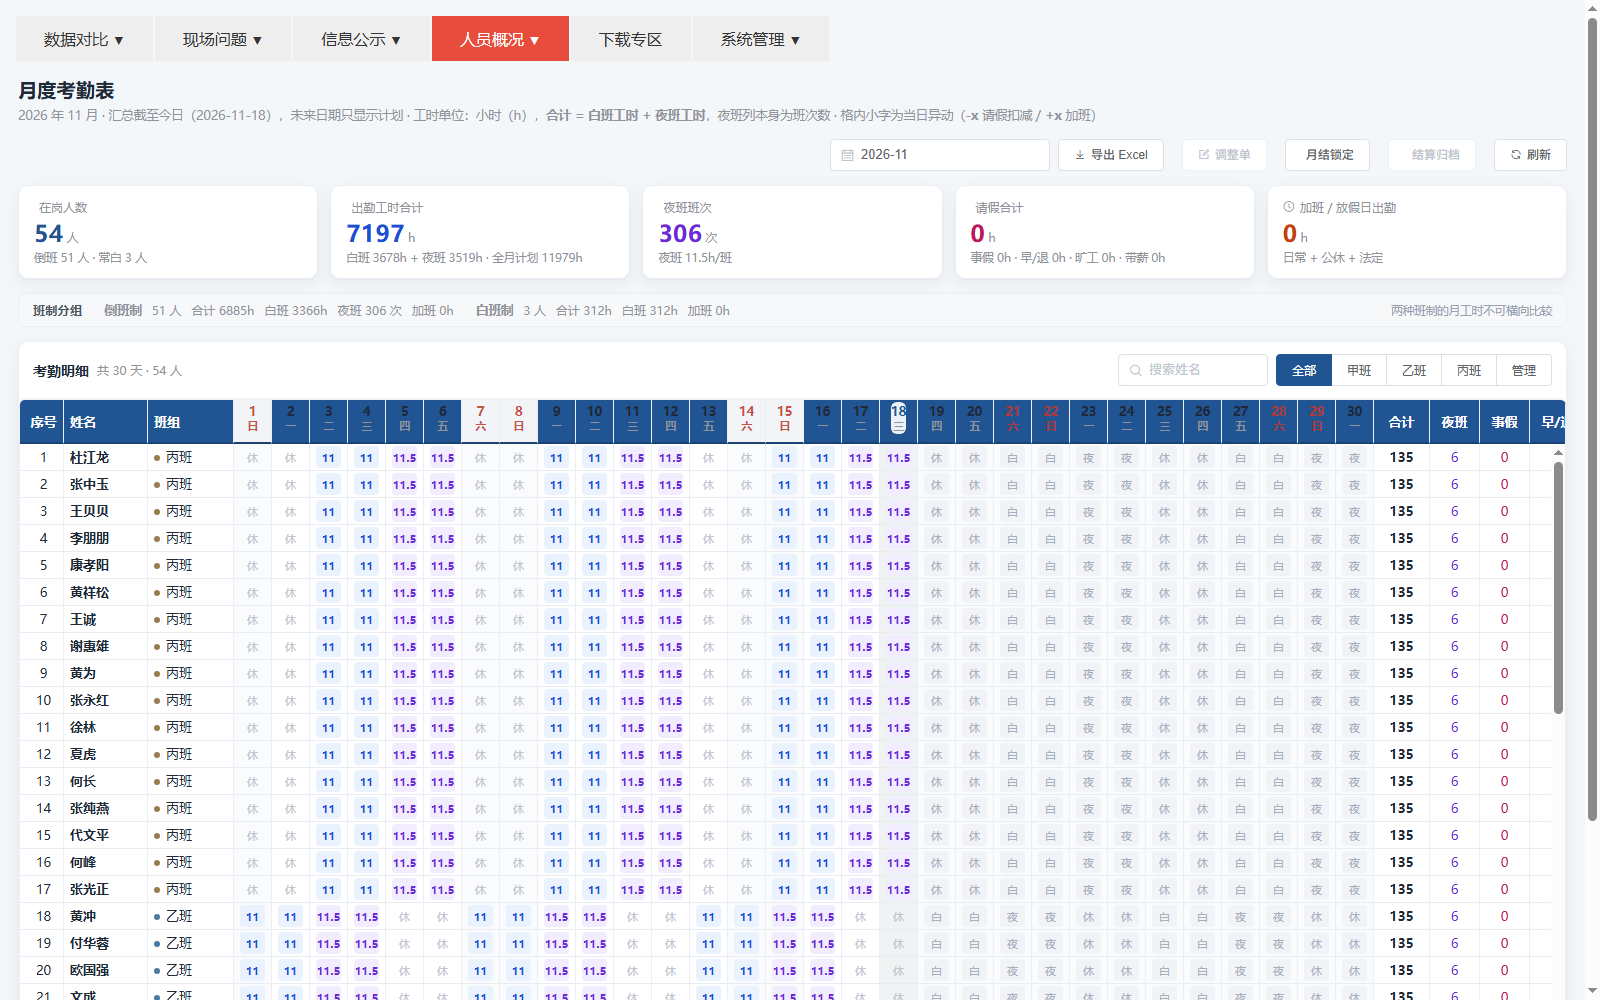 数据对比 ▼ 现场问题 ▼ 信息公示 ▼ 人员概况 ▼ 下载专区 系统管理 ▼
月度考勤表
2026 年 11 月 · 汇总截至今日（2026-11-18），未来日期只显示计划 · 工时单位：小时（h），合计 = 白班工时 + 夜班工时，夜班列本身为班次数 · 格内小字为当日异动（-x 请假扣减 / +x 加班）
2026-11 导出 Excel 调整单 月结锁定 结算归档 刷新
在岗人数 出勤工时合计 夜班班次 请假合计 加班 / 放假日出勤
54 人 7197 h 306 次 0 h 0 h
倒班 51 人 · 常白 3 人 白班 3678h + 夜班 3519h · 全月计划 11979h 夜班 11.5h/班 事假 0h · 早/退 0h · 旷工 0h · 带薪 0h 日常 + 公休 + 法定
班制分组 倒班制 51 人 合计 6885h 白班 3366h 夜班 306 次 加班 0h 白班制 3 人 合计 312h 白班 312h 加班 0h 两种班制的月工时不可横向比较
考勤明细 共 30 天 · 54 人 搜索姓名 全部 甲班 乙班 丙班 管理
序号 姓名 班组 1 2 3 4 5 6 7 8 9 10 11 12 13 14 15 16 17 18 19 20 21 22 23 24 25 26 27 28 29 30 合计 夜班 事假 早/
日 一 二 三 四 五 六 日 一 二 三 四 五 六 日 一 二 三 四 五 六 日 一 二 三 四 五 六 日 一
1 杜江龙 丙班 休 休 11 11 11.5 11.5 休 休 11 11 11.5 11.5 休 休 11 11 11.5 11.5 休 休 白 白 夜 夜 休 休 白 白 夜 夜 135 6 0
2 张中玉 丙班 休 休 11 11 11.5 11.5 休 休 11 11 11.5 11.5 休 休 11 11 11.5 11.5 休 休 白 白 夜 夜 休 休 白 白 夜 夜 135 6 0
3 王贝贝 丙班 休 休 11 11 11.5 11.5 休 休 11 11 11.5 11.5 休 休 11 11 11.5 11.5 休 休 白 白 夜 夜 休 休 白 白 夜 夜 135 6 0
4 李朋朋 丙班 休 休 11 11 11.5 11.5 休 休 11 11 11.5 11.5 休 休 11 11 11.5 11.5 休 休 白 白 夜 夜 休 休 白 白 夜 夜 135 6 0
5 康孝阳 丙班 休 休 11 11 11.5 11.5 休 休 11 11 11.5 11.5 休 休 11 11 11.5 11.5 休 休 白 白 夜 夜 休 休 白 白 夜 夜 135 6 0
6 黄祥松 丙班 休 休 11 11 11.5 11.5 休 休 11 11 11.5 11.5 休 休 11 11 11.5 11.5 休 休 白 白 夜 夜 休 休 白 白 夜 夜 135 6 0
7 王诚 丙班 休 休 11 11 11.5 11.5 休 休 11 11 11.5 11.5 休 休 11 11 11.5 11.5 休 休 白 白 夜 夜 休 休 白 白 夜 夜 135 6 0
8 谢惠雄 丙班 休 休 11 11 11.5 11.5 休 休 11 11 11.5 11.5 休 休 11 11 11.5 11.5 休 休 白 白 夜 夜 休 休 白 白 夜 夜 135 6 0
9 黄为 丙班 休 休 11 11 11.5 11.5 休 休 11 11 11.5 11.5 休 休 11 11 11.5 11.5 休 休 白 白 夜 夜 休 休 白 白 夜 夜 135 6 0
10 张永红 丙班 休 休 11 11 11.5 11.5 休 休 11 11 11.5 11.5 休 休 11 11 11.5 11.5 休 休 白 白 夜 夜 休 休 白 白 夜 夜 135 6 0
11 徐林 丙班 休 休 11 11 11.5 11.5 休 休 11 11 11.5 11.5 休 休 11 11 11.5 11.5 休 休 白 白 夜 夜 休 休 白 白 夜 夜 135 6 0
12 夏虎 丙班 休 休 11 11 11.5 11.5 休 休 11 11 11.5 11.5 休 休 11 11 11.5 11.5 休 休 白 白 夜 夜 休 休 白 白 夜 夜 135 6 0
13 何长 丙班 休 休 11 11 11.5 11.5 休 休 11 11 11.5 11.5 休 休 11 11 11.5 11.5 休 休 白 白 夜 夜 休 休 白 白 夜 夜 135 6 0
14 张纯燕 丙班 休 休 11 11 11.5 11.5 休 休 11 11 11.5 11.5 休 休 11 11 11.5 11.5 休 休 白 白 夜 夜 休 休 白 白 夜 夜 135 6 0
15 代文平 丙班 休 休 11 11 11.5 11.5 休 休 11 11 11.5 11.5 休 休 11 11 11.5 11.5 休 休 白 白 夜 夜 休 休 白 白 夜 夜 135 6 0
16 何峰 丙班 休 休 11 11 11.5 11.5 休 休 11 11 11.5 11.5 休 休 11 11 11.5 11.5 休 休 白 白 夜 夜 休 休 白 白 夜 夜 135 6 0
17 张光正 丙班 休 休 11 11 11.5 11.5 休 休 11 11 11.5 11.5 休 休 11 11 11.5 11.5 休 休 白 白 夜 夜 休 休 白 白 夜 夜 135 6 0
18 黄冲 乙班 11 11 11.5 11.5 休 休 11 11 11.5 11.5 休 休 11 11 11.5 11.5 休 休 白 白 夜 夜 休 休 白 白 夜 夜 休 休 135 6 0
19 付华蓉 乙班 11 11 11.5 11.5 休 休 11 11 11.5 11.5 休 休 11 11 11.5 11.5 休 休 白 白 夜 夜 休 休 白 白 夜 夜 休 休 135 6 0
20 欧国强 乙班 11 11 11.5 11.5 休 休 11 11 11.5 11.5 休 休 11 11 11.5 11.5 休 休 白 白 夜 夜 休 休 白 白 夜 夜 休 休 135 6 0
21 文成 乙班 11 11 11.5 11.5 休 休 11 11 11.5 11.5 休 休 11 11 11.5 11.5 休 休 白 白 夜 夜 休 休 白 白 夜 夜 休 休 135 6 0